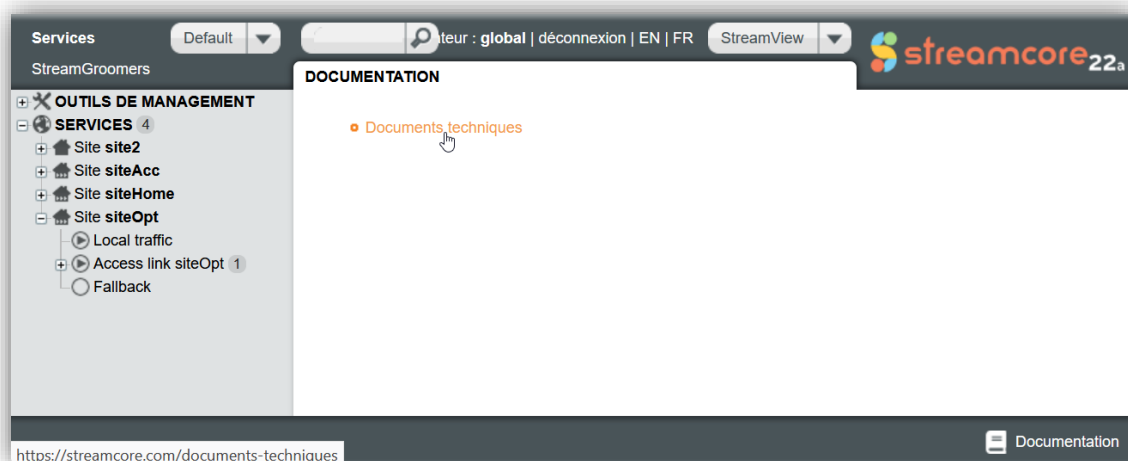 Services
Default
teur : global | déconnexion | EN | FR
StreamView
streamcore22a
StreamGroomers
DOCUMENTATION
OUTILS DE MANAGEMENT
SERVICES 4
Site site2
Site siteAcc
Site siteHome
Site siteOpt
Local traffic
Access link siteOpt 1
Fallback
Documents techniques
Documentation
https://streamcore.com/documents-techniques